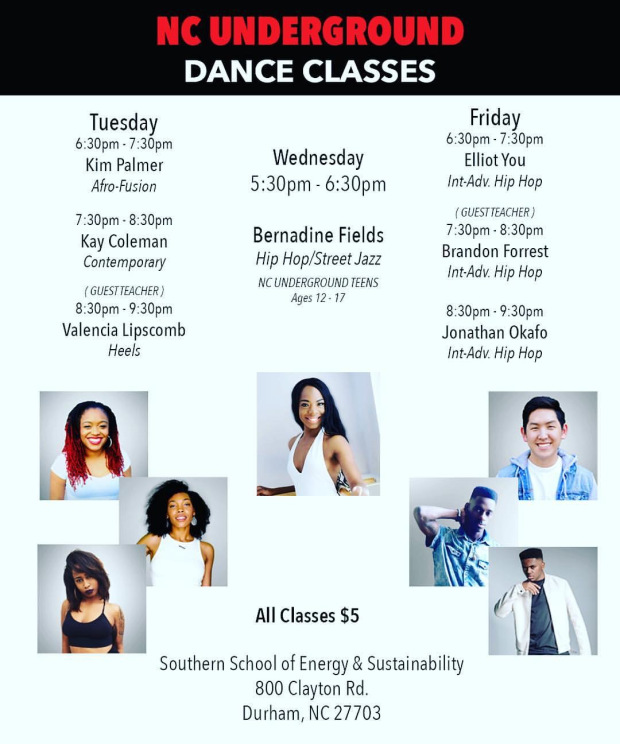 NC UNDERGROUND
DANCE CLASSES
Tuesday
6:30pm - 7:30pm
Kim Palmer
Afro-Fusion
7:30pm - 8:30pm
Kay Coleman
Contemporary
( GUEST TEACHER )
8:30pm - 9:30pm
Valencia Lipscomb
Heels
Wednesday
5:30pm - 6:30pm
Bernadine Fields
Hip Hop/Street Jazz
NC UNDERGROUND TEENS
Ages 12 - 17
Friday
6:30pm - 7:30pm
Elliot You
Int-Adv. Hip Hop
( GUEST TEACHER )
7:30pm - 8:30pm
Brandon Forrest
Int-Adv. Hip Hop
8:30pm - 9:30pm
Jonathan Okafo
Int-Adv. Hip Hop
All Classes $5
Southern School of Energy & Sustainability
800 Clayton Rd.
Durham, NC 27703